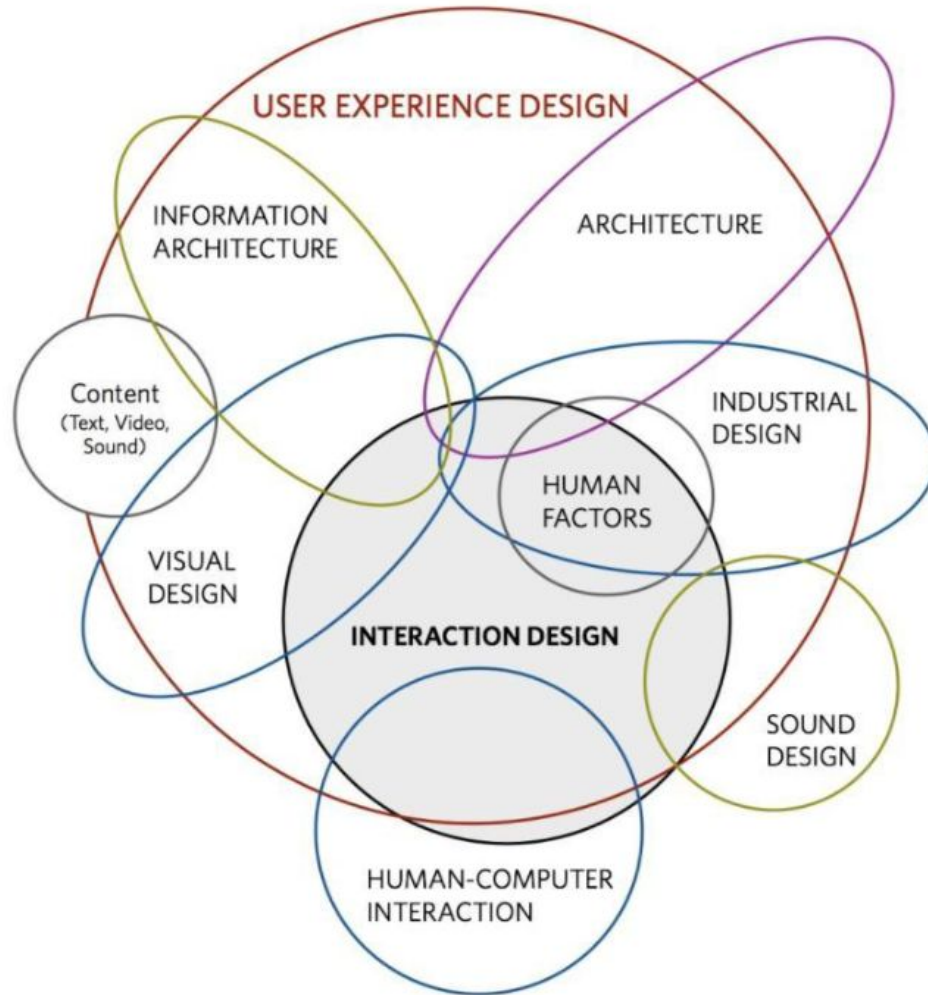 USER EXPERIENCE DESIGN
INFORMATION
ARCHITECTURE
ARCHITECTURE
Content
(Text, Video,
Sound)
INDUSTRIAL
DESIGN
HUMAN
FACTORS
VISUAL
DESIGN
INTERACTION DESIGN
SOUND
DESIGN
HUMAN-COMPUTER
INTERACTION